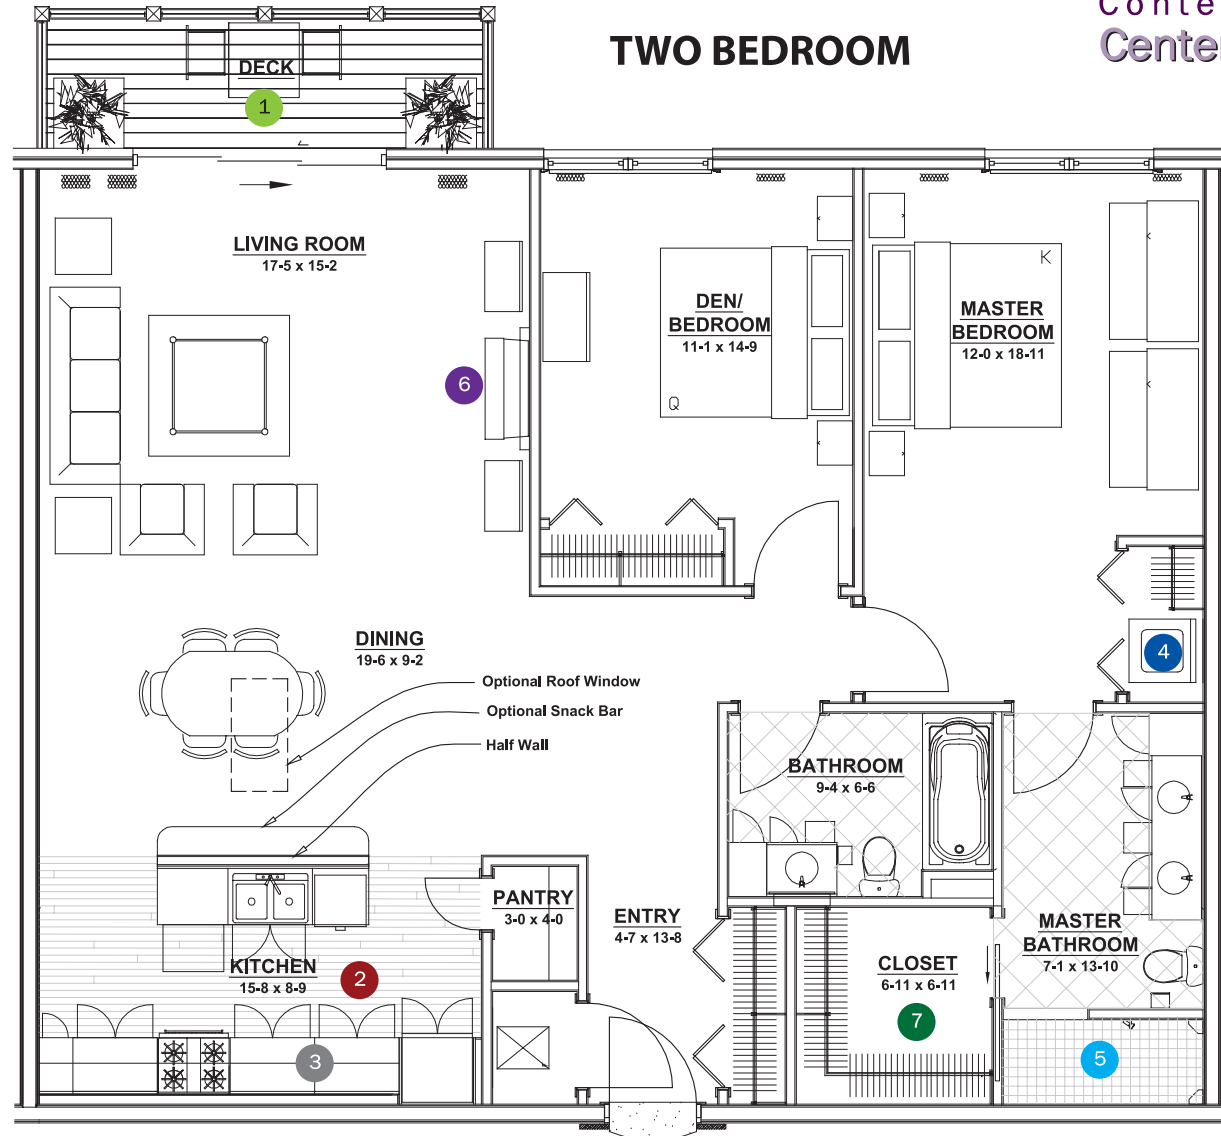 Conte
Center
TWO BEDROOM
DECK
1
LIVING ROOM
17-5 x 15-2
DEN/
BEDROOM
11-1 x 14-9
Q
K
MASTER
BEDROOM
12-0 x 18-11
6
DINING
19-6 x 9-2
4
Optional Roof Window
Optional Snack Bar
Half Wall
BATHROOM
9-4 x 6-6
PANTRY
3-0 x 4-0
ENTRY
4-7 x 13-8
MASTER
BATHROOM
7-1 x 13-10
KITCHEN
15-8 x 8-9
2
CLOSET
6-11 x 6-11
7
3
5